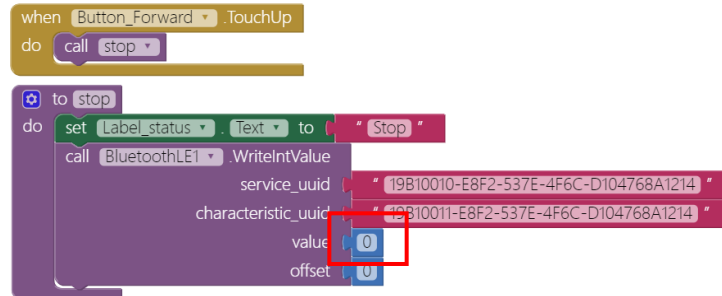 when Button_Forward .TouchUp
do call stop
to stop
do set Label_status . Text to " Stop "
call BluetoothLE1 .WriteIntValue
service_uuid " 19B10010-E8F2-537E-4F6C-D104768A1214 "
characteristic_uuid " 19B10011-E8F2-537E-4F6C-D104768A1214 "
value 0
offset 0